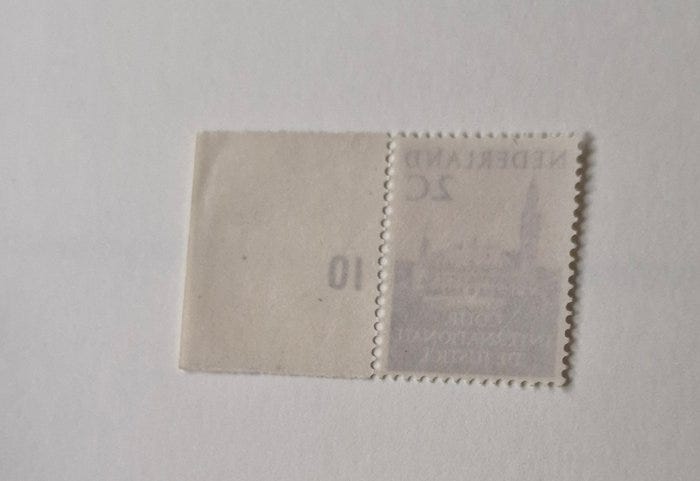 NEDERLAND
2C
10
COUR
INTERNATIONALE
DE JUSTICE